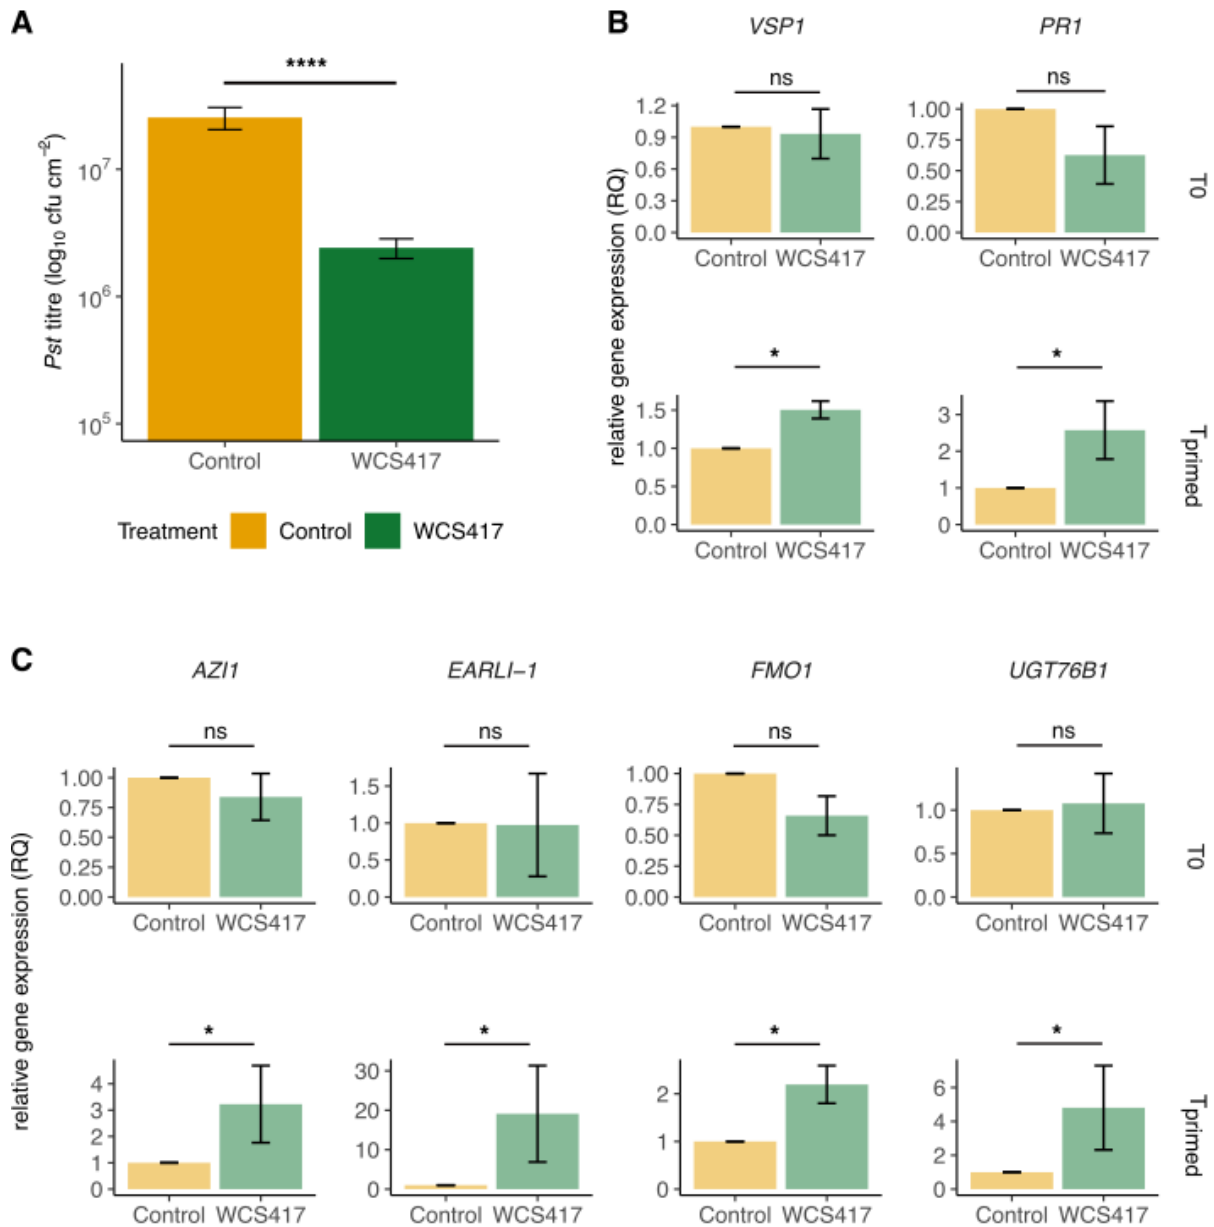 A
****
Pst titre (log10 cfu cm−2)
10^7
10^6
10^5
Control WCS417
Treatment Control WCS417
B
VSP1 PR1
relative gene expression (RQ)
ns ns
1.2
0.9
0.6
0.3
0.0
Control WCS417
1.00
0.75
0.50
0.25
0.00
Control WCS417
T0
* *
1.5
1.0
0.5
0.0
Control WCS417
3
2
1
0
Control WCS417
Tprimed
C
AZI1 EARLI−1 FMO1 UGT76B1
relative gene expression (RQ)
ns ns ns ns
1.00
0.75
0.50
0.25
0.00
Control WCS417
1.5
1.0
0.5
0.0
Control WCS417
1.00
0.75
0.50
0.25
0.00
Control WCS417
1.0
0.5
0.0
Control WCS417
T0
* * * *
4
3
2
1
0
Control WCS417
30
20
10
0
Control WCS417
2
1
0
Control WCS417
6
4
2
0
Control WCS417
Tprimed